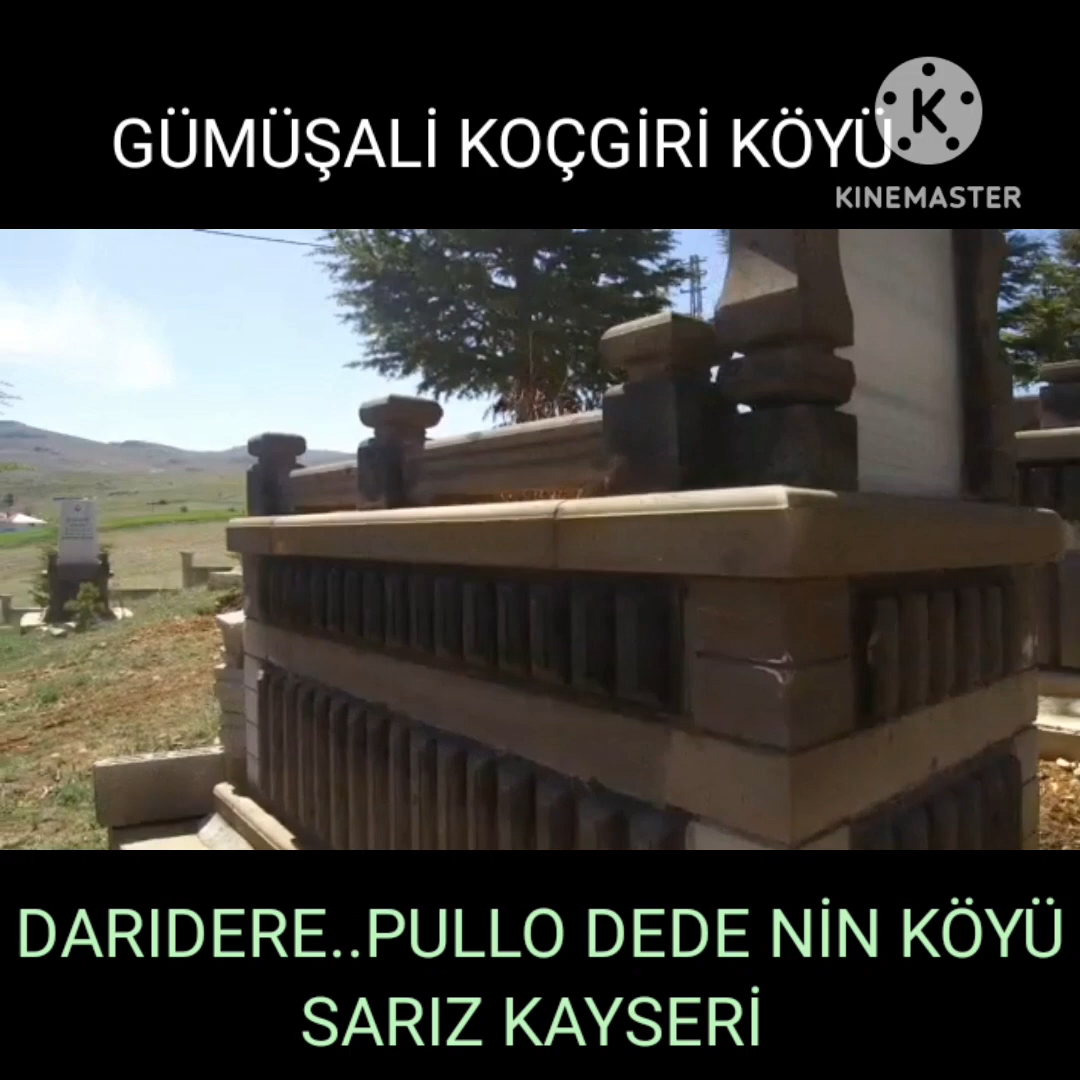 GÜMÜŞALİ KOÇGİRİ KÖYÜ
K
KINEMASTER
DARIDERE..PULLO DEDE NİN KÖYÜ
SARIZ KAYSERİ